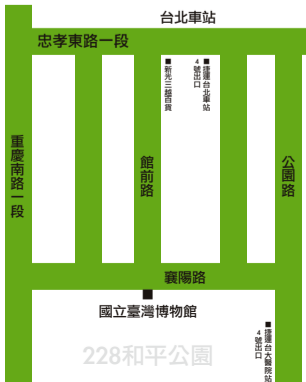 台北車站
忠孝東路一段
■新光三越百貨
■捷運台北車站
4號出口
重慶南路一段
館前路
公園路
襄陽路
國立臺灣博物館
■捷運台大醫院站
4號出口
228和平公園